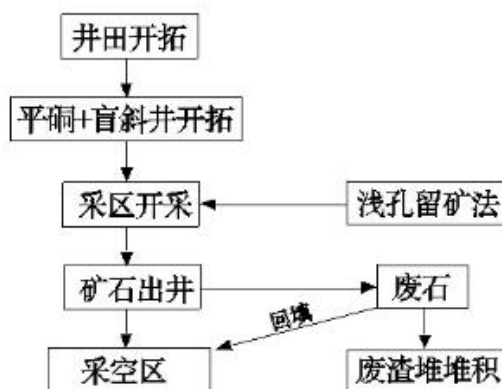 井田开拓
平硐+盲斜井开拓
采区开采
浅孔留矿法
矿石出井
废石
回填
采空区
废渣堆堆积